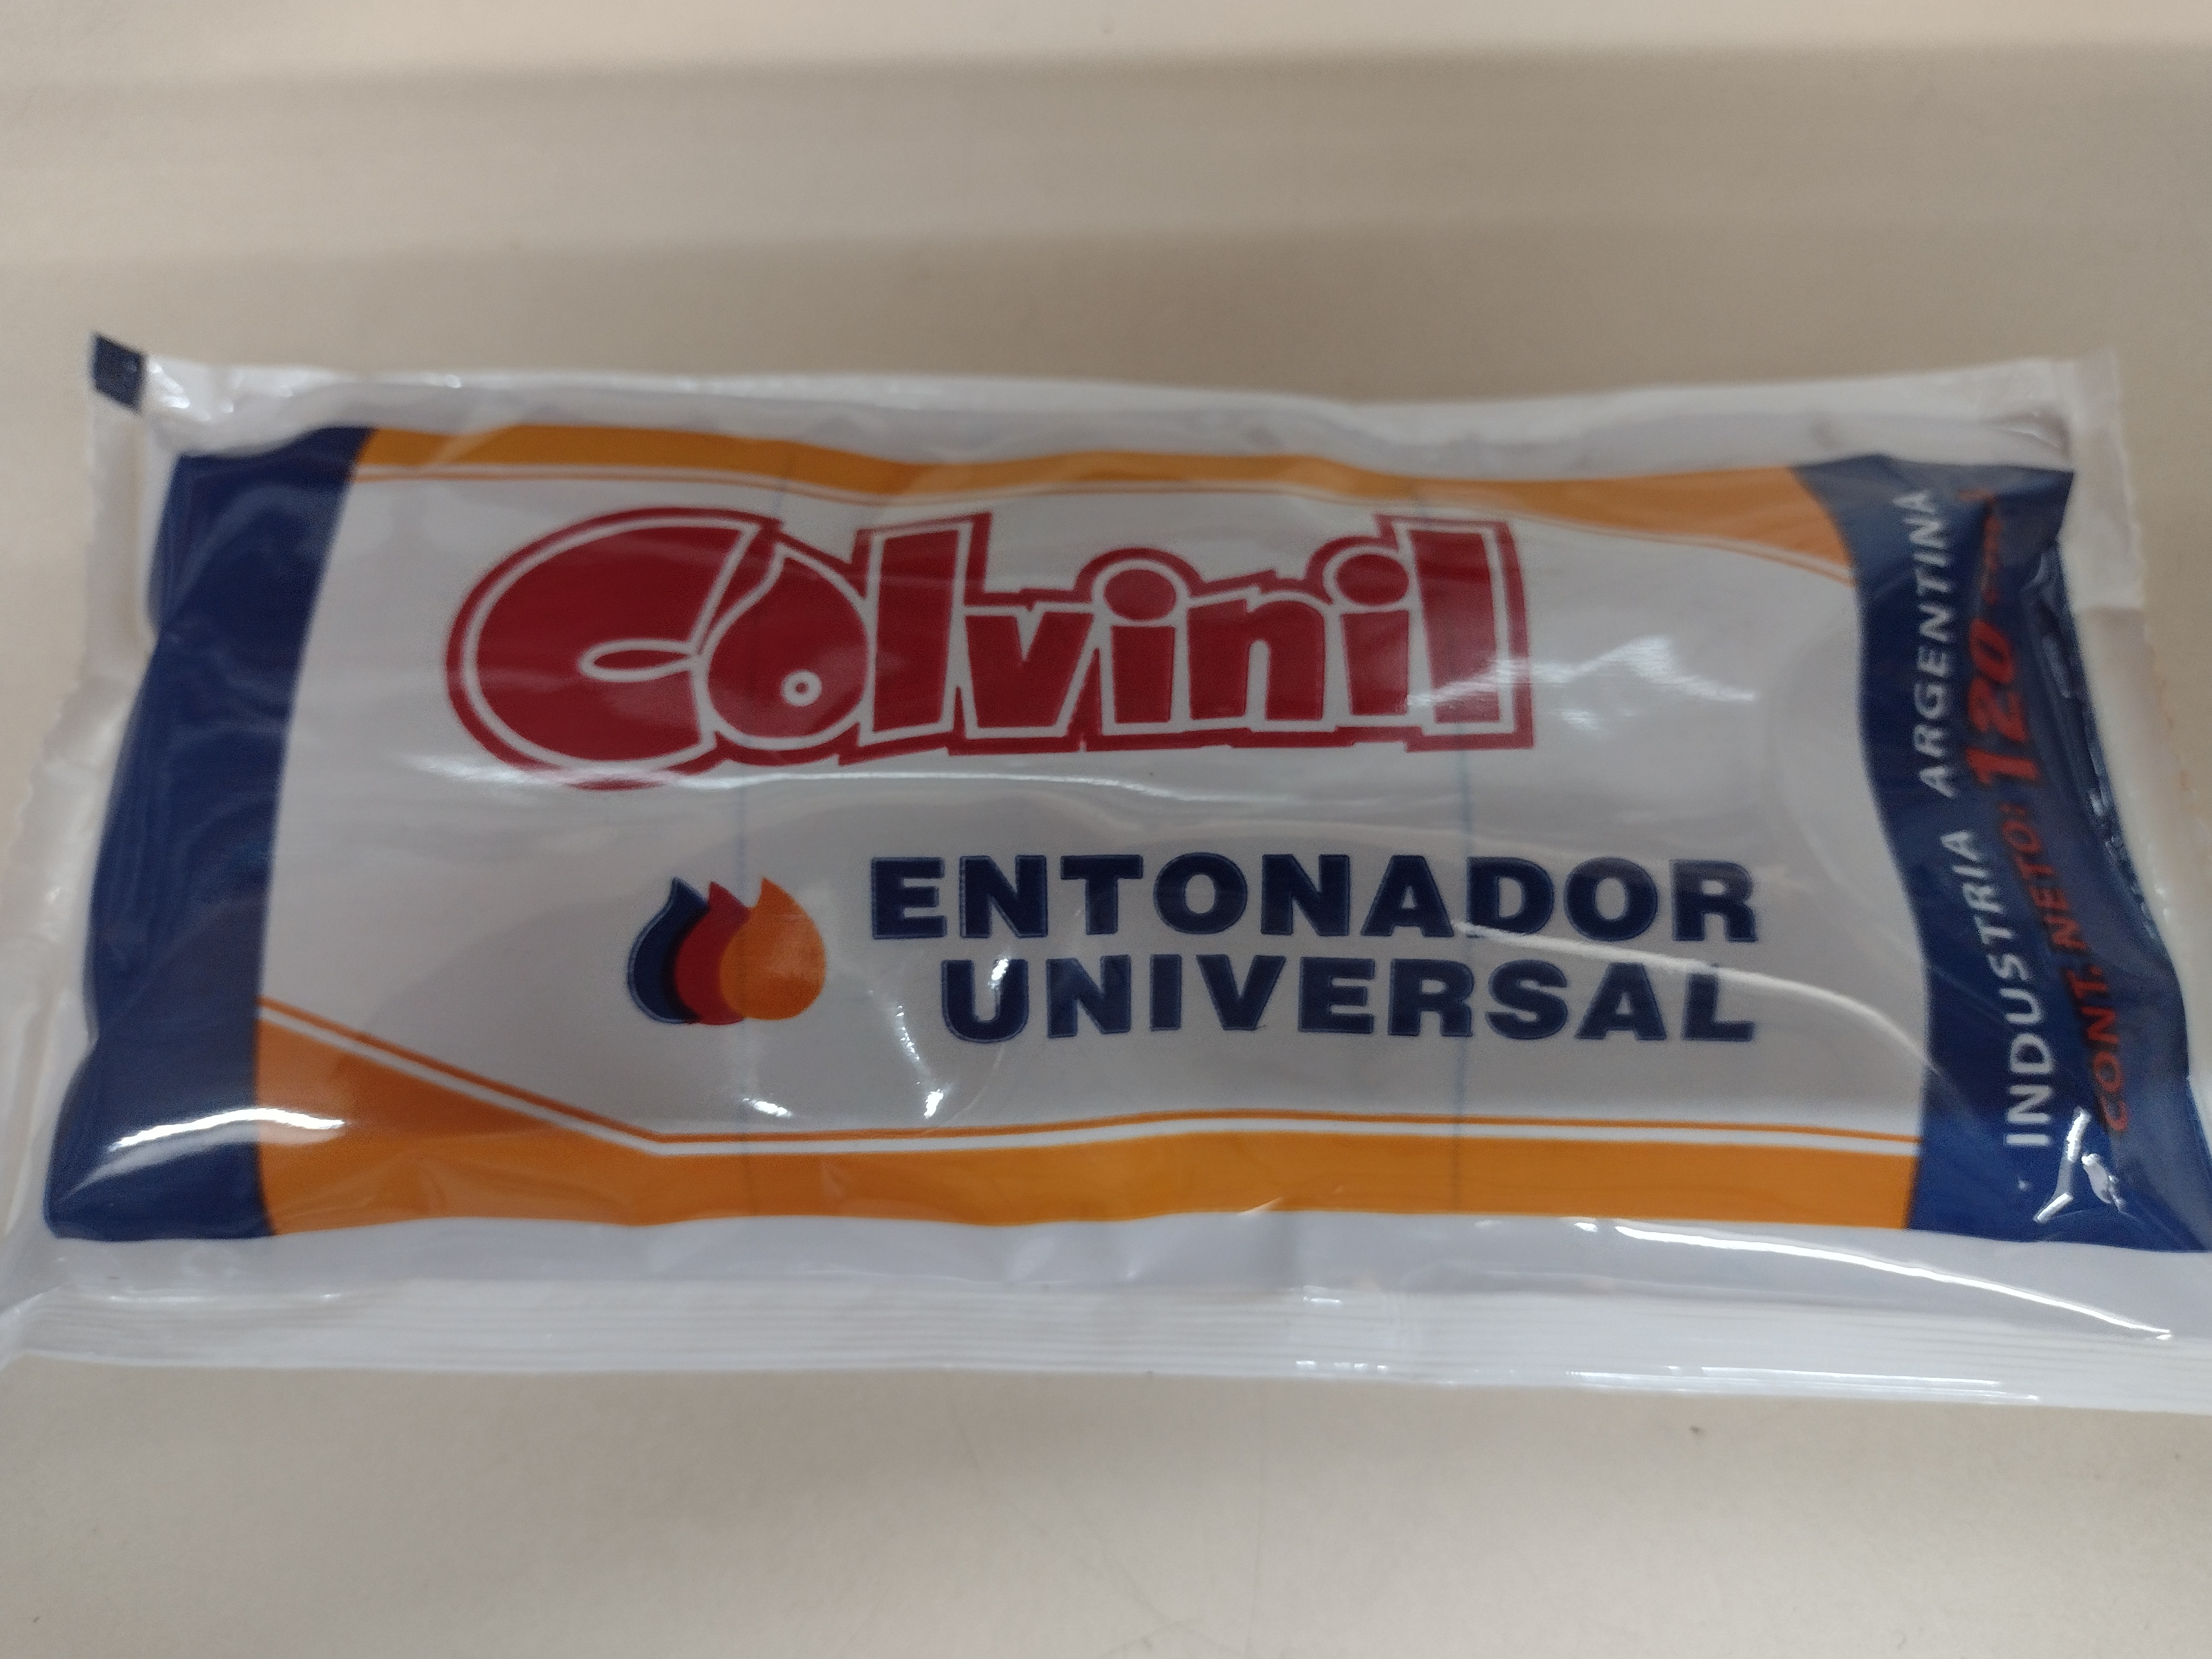 Colvinil
ENTONADOR
UNIVERSAL
INDUSTRIA ARGENTINA
CONT. NETO: 120